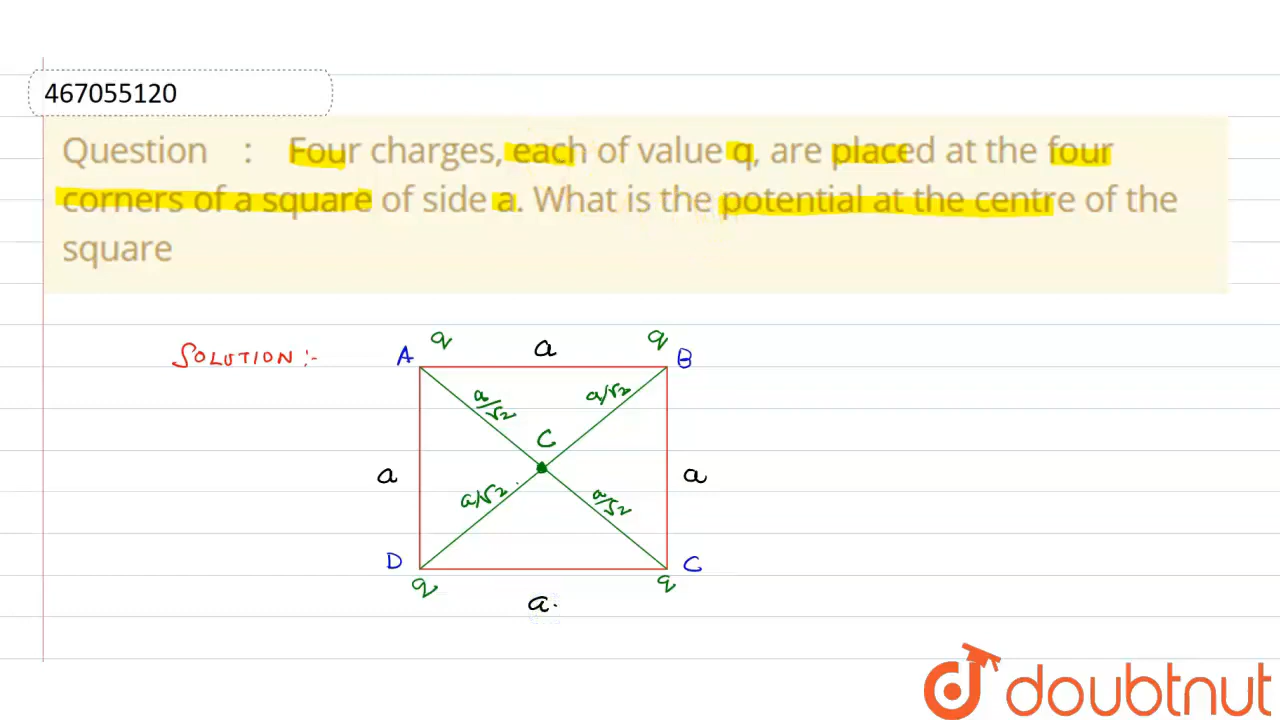 467055120
Question : Four charges, each of value q, are placed at the four
corners of a square of side a. What is the potential at the centre of the
square
SOLUTION :-
A q a q B
a/√2 a/√2
C
a a/√2 a/√2 a
D C
q a. q
doubtnut